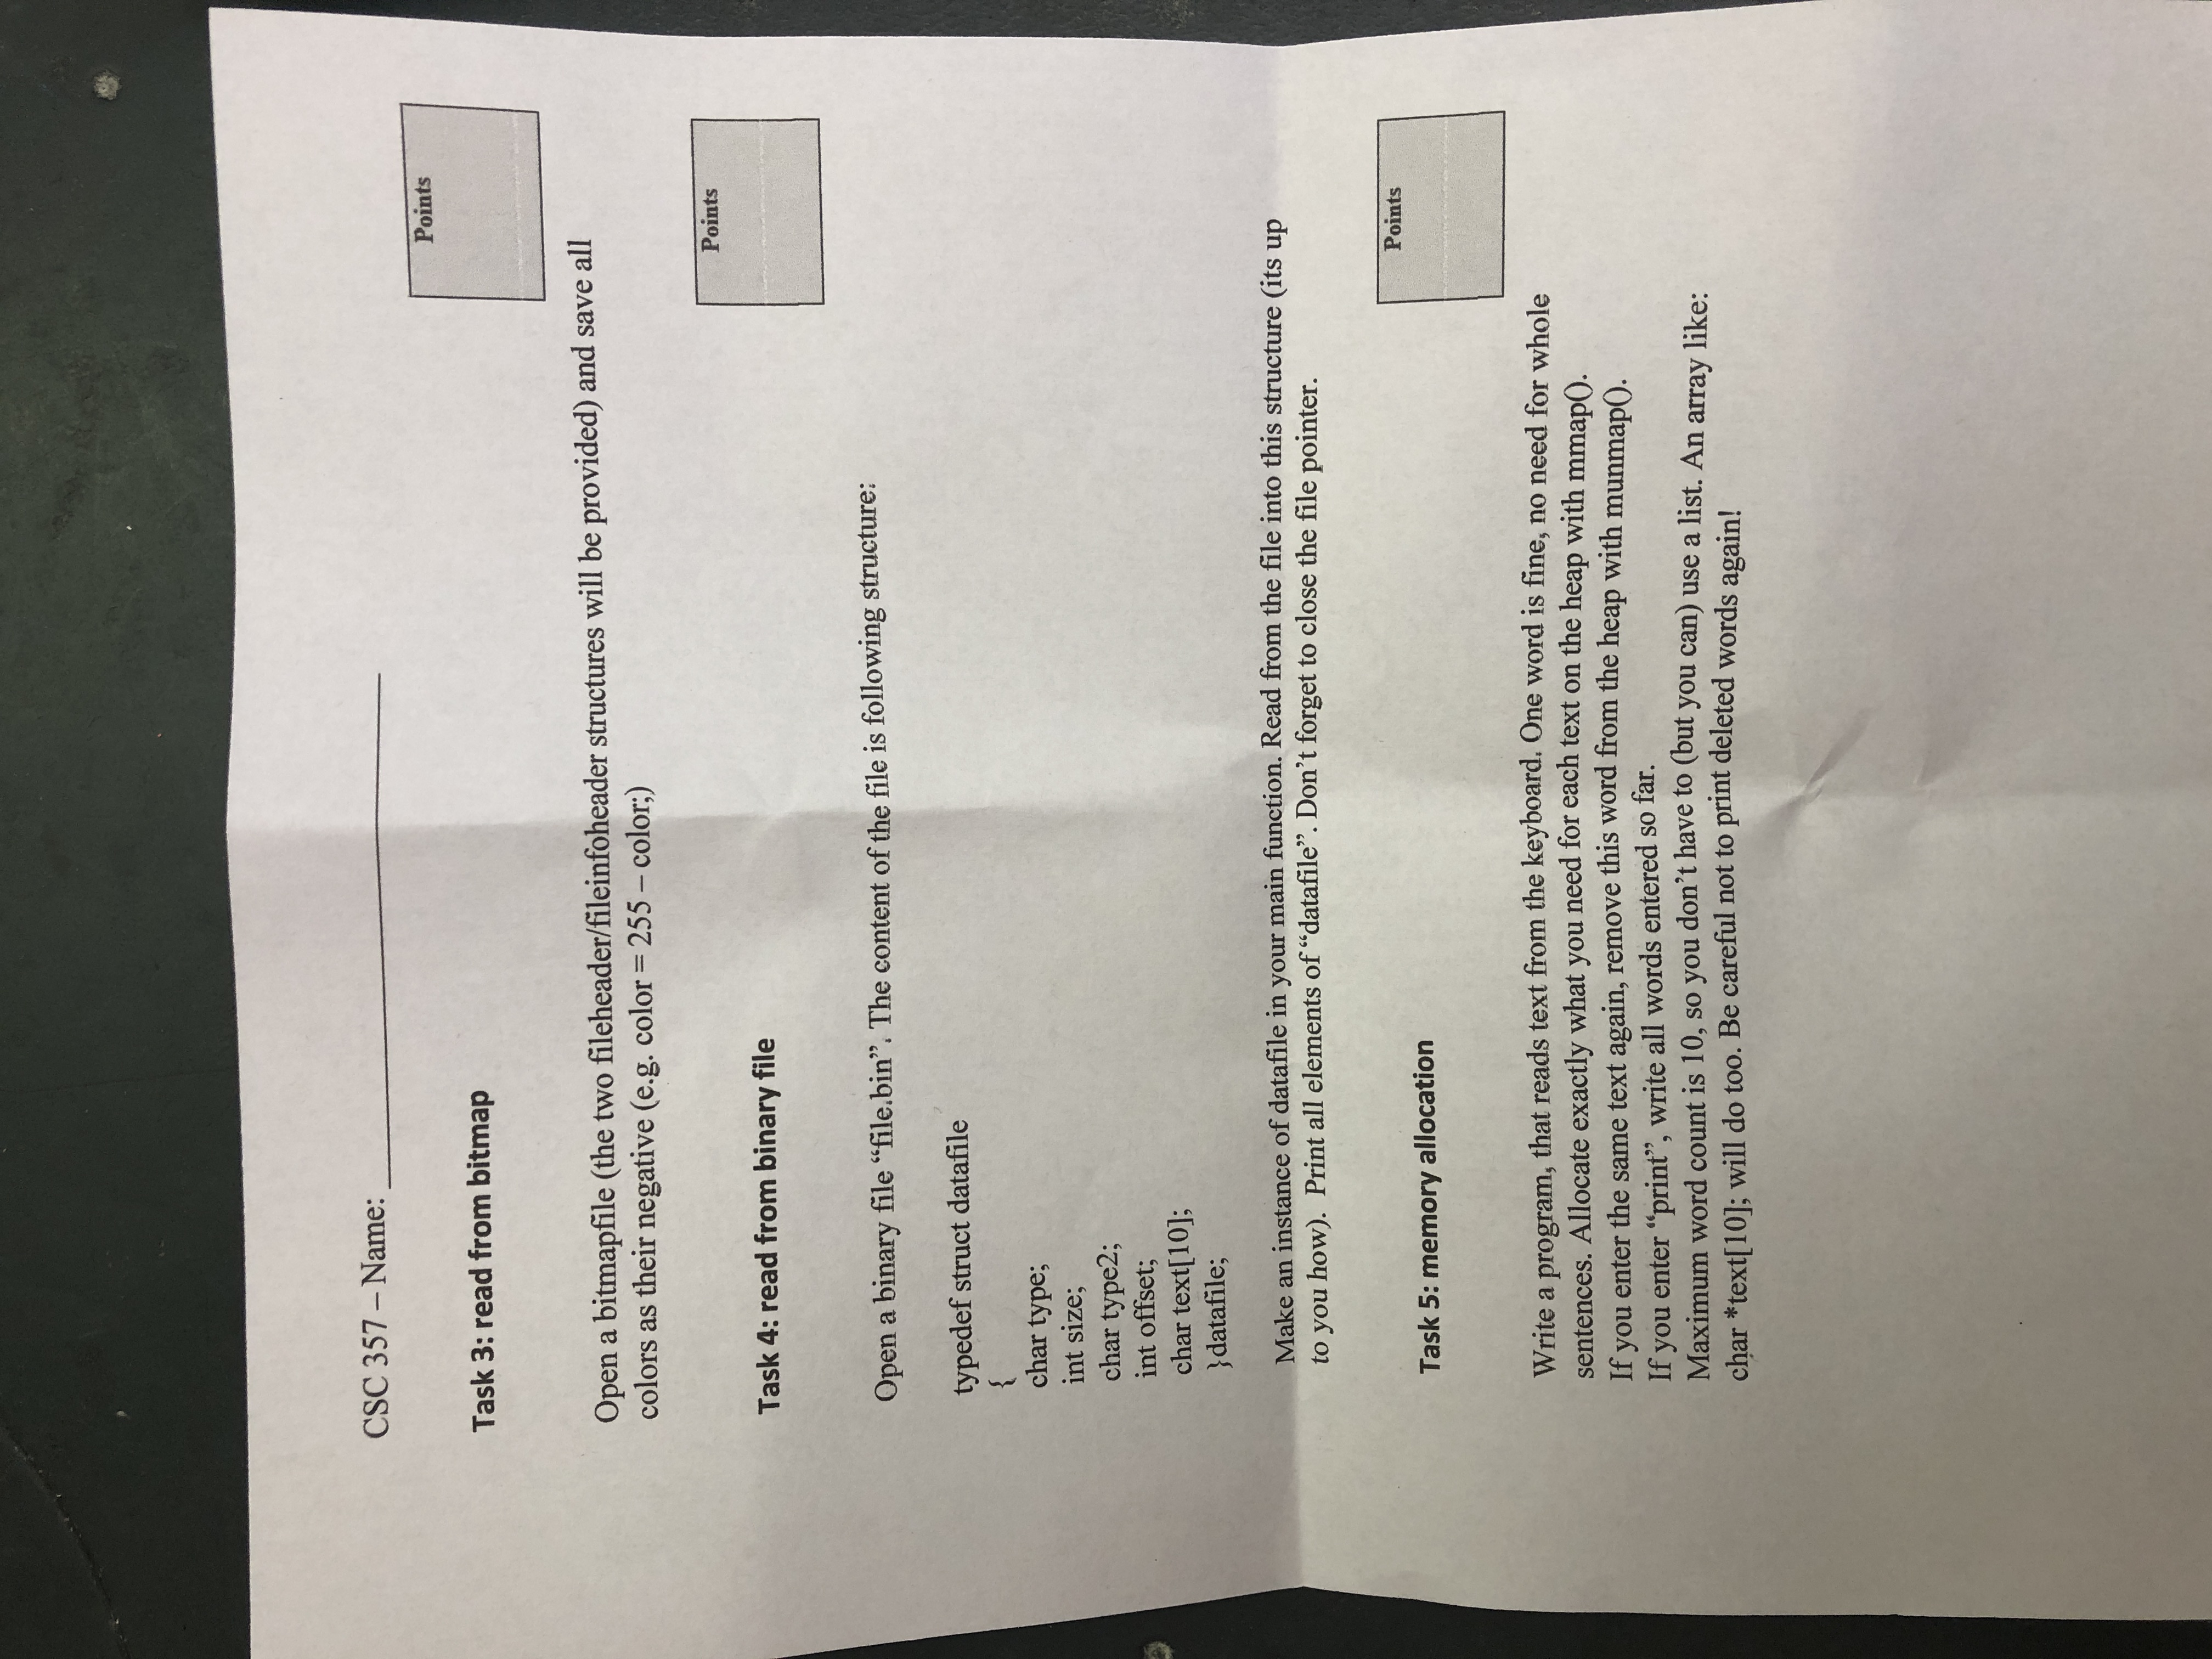 CSC 357 – Name: ____________________
Points
Task 3: read from bitmap
Open a bitmapfile (the two fileheader/fileinfoheader structures will be provided) and save all
colors as their negative (e.g. color = 255 – color;)
Points
Task 4: read from binary file
Open a binary file “file.bin”. The content of the file is following structure:
typedef struct datafile
{
char type;
int size;
char type2;
int offset;
char text[10];
}datafile;
Make an instance of datafile in your main function. Read from the file into this structure (its up
to you how). Print all elements of “datafile”. Don’t forget to close the file pointer.
Points
Task 5: memory allocation
Write a program, that reads text from the keyboard. One word is fine, no need for whole
sentences. Allocate exactly what you need for each text on the heap with mmap().
If you enter the same text again, remove this word from the heap with munmap().
If you enter “print”, write all words entered so far.
Maximum word count is 10, so you don’t have to (but you can) use a list. An array like:
char *text[10]; will do too. Be careful not to print deleted words again!